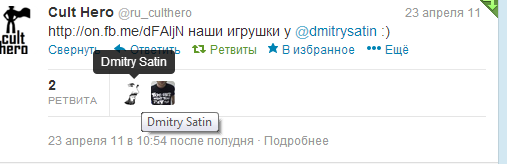 Cult Hero @ru_culthero 23 апреля 11
http://on.fb.me/dFAljN наши игрушки у @dmitrysatin :)
Свернуть Ответить Ретвиты В избранное Ещё
Dmitry Satin
2
РЕТВИТА
Dmitry Satin
23 апреля 11 в 10:54 после полудня · Подробнее
cult
hero